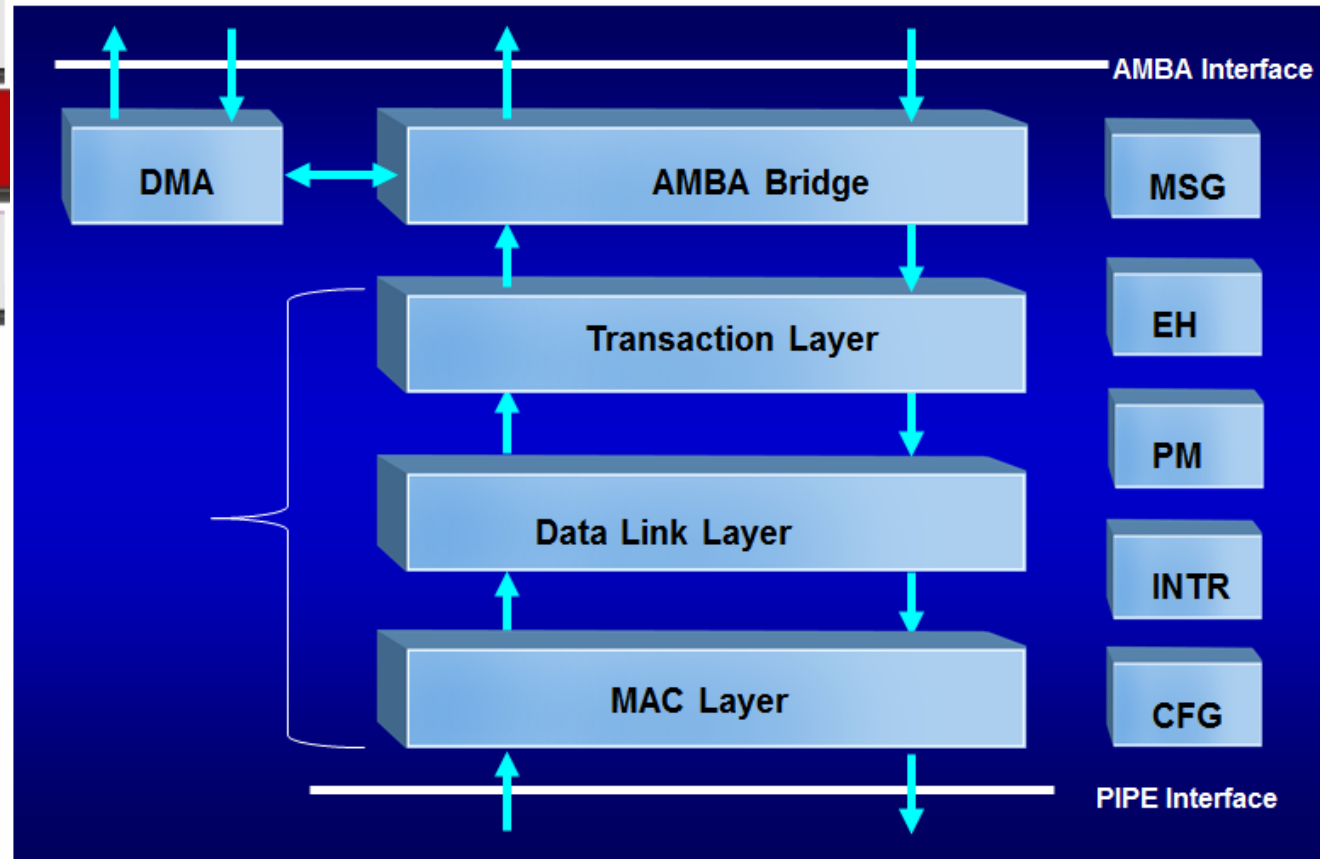 AMBA Interface
DMA
AMBA Bridge
MSG
Transaction Layer
EH
PM
Data Link Layer
INTR
MAC Layer
CFG
PIPE Interface